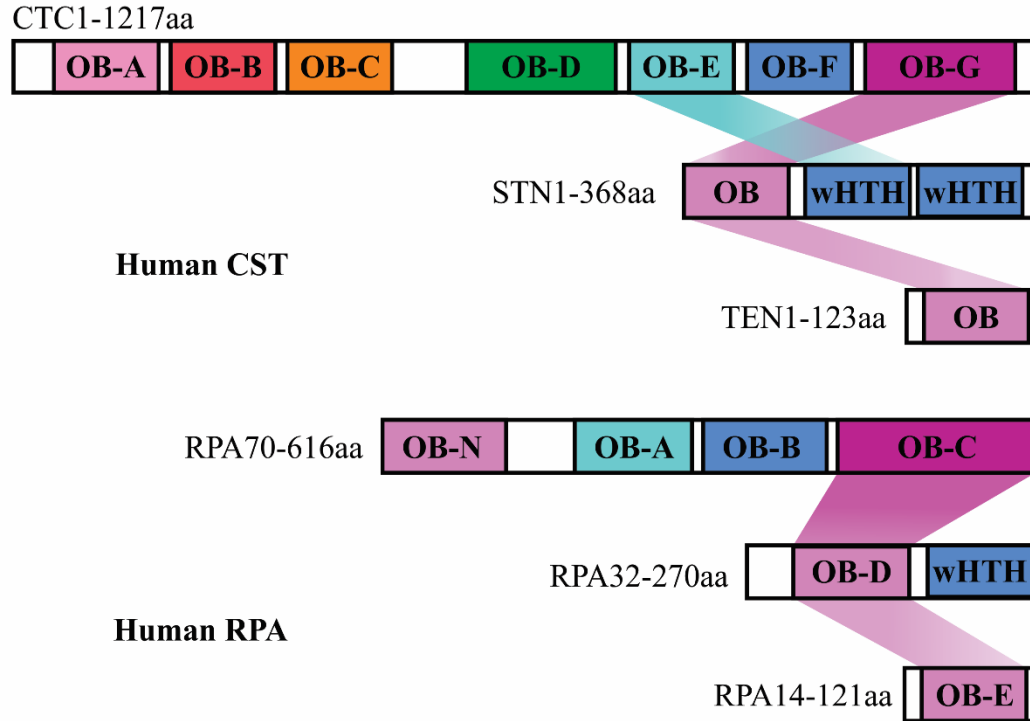 CTC1-1217aa
OB-A OB-B OB-C OB-D OB-E OB-F OB-G
STN1-368aa OB wHTH wHTH
Human CST
TEN1-123aa OB
RPA70-616aa OB-N OB-A OB-B OB-C
RPA32-270aa OB-D wHTH
Human RPA
RPA14-121aa OB-E